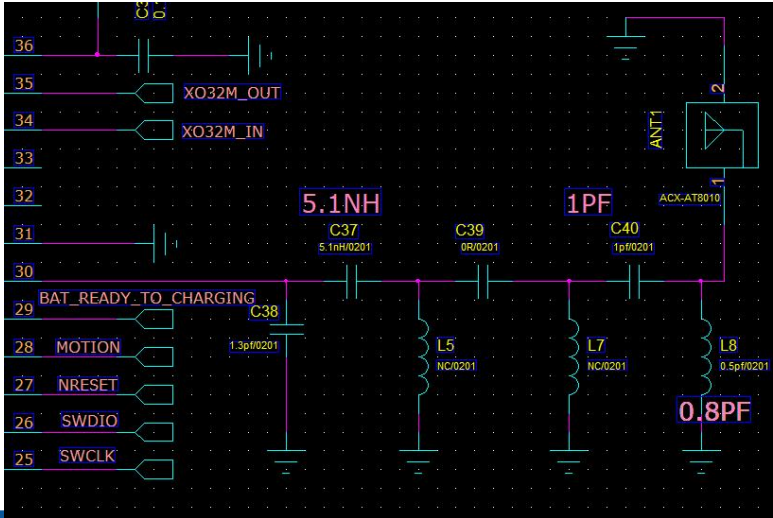 36
35
XO32M_OUT
34
XO32M_IN
33
32
31
30
BAT_READY_TO_CHARGING
29
28
MOTION
27
NRESET
26
SWDIO
25
SWCLK
5.1NH
C37
5.1nH/0201
C38
1.3pf/0201
C39
0R/0201
L5
NC/0201
1PF
C40
1pf/0201
L7
NC/0201
L8
0.5pf/0201
0.8PF
ANT1
2
1
ACX-AT8010